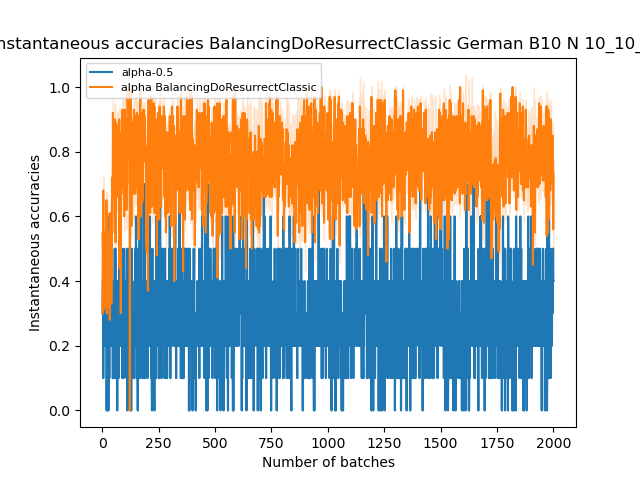 nstantaneous accuracies BalancingDoResurrectClassic German B10 N 10_10_
alpha-0.5
alpha BalancingDoResurrectClassic
1.0
0.8
0.6
0.4
0.2
0.0
Instantaneous accuracies
0 250 500 750 1000 1250 1500 1750 2000
Number of batches